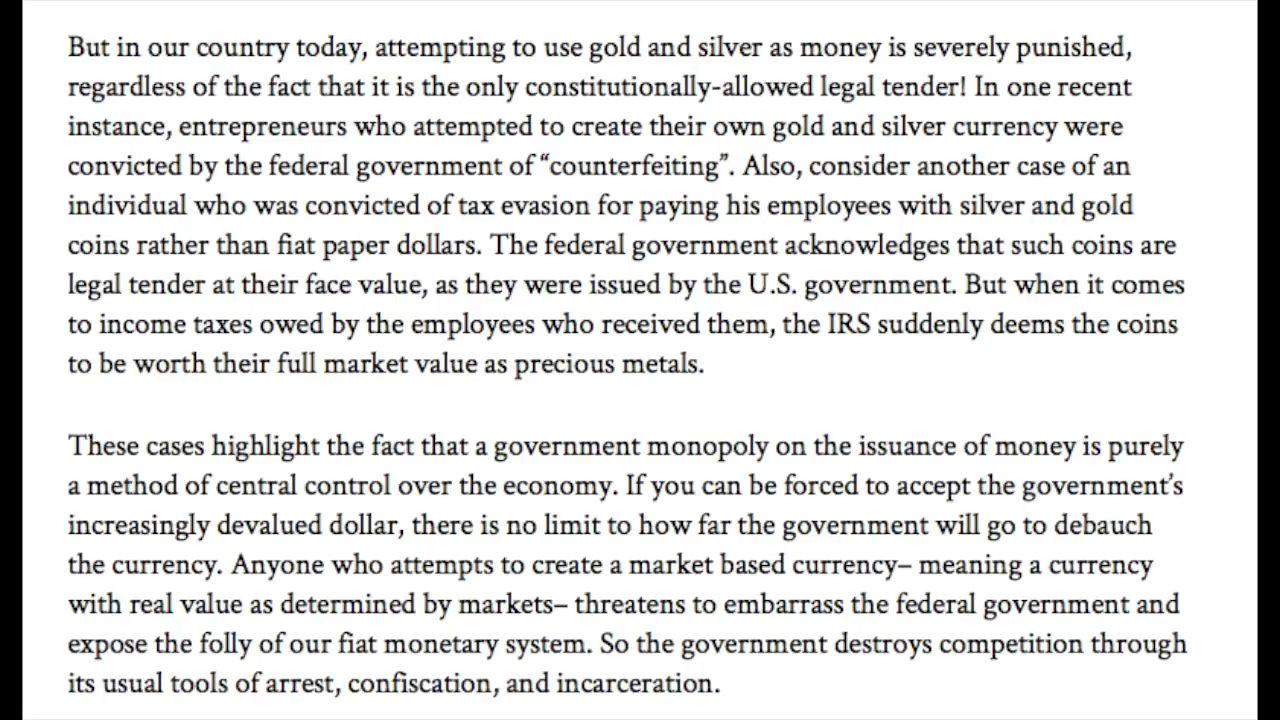 But in our country today, attempting to use gold and silver as money is severely punished,
regardless of the fact that it is the only constitutionally-allowed legal tender! In one recent
instance, entrepreneurs who attempted to create their own gold and silver currency were
convicted by the federal government of “counterfeiting”. Also, consider another case of an
individual who was convicted of tax evasion for paying his employees with silver and gold
coins rather than fiat paper dollars. The federal government acknowledges that such coins are
legal tender at their face value, as they were issued by the U.S. government. But when it comes
to income taxes owed by the employees who received them, the IRS suddenly deems the coins
to be worth their full market value as precious metals.
These cases highlight the fact that a government monopoly on the issuance of money is purely
a method of central control over the economy. If you can be forced to accept the government’s
increasingly devalued dollar, there is no limit to how far the government will go to debauch
the currency. Anyone who attempts to create a market based currency– meaning a currency
with real value as determined by markets– threatens to embarrass the federal government and
expose the folly of our fiat monetary system. So the government destroys competition through
its usual tools of arrest, confiscation, and incarceration.